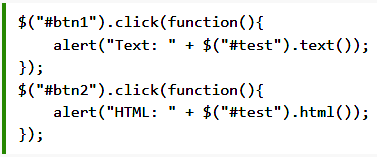 $("#btn1").click(function(){
    alert("Text: " + $("#test").text());
});
$("#btn2").click(function(){
    alert("HTML: " + $("#test").html());
});